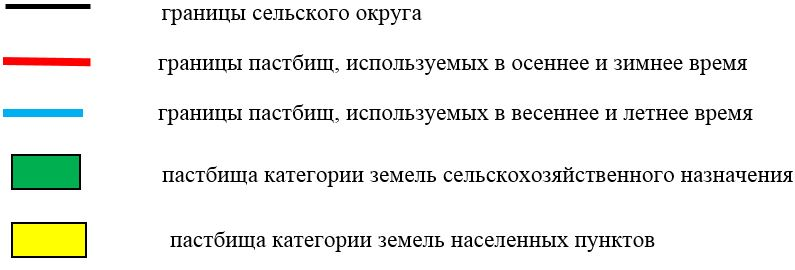 границы сельского округа
границы пастбищ, используемых в осеннее и зимнее время
границы пастбищ, используемых в весеннее и летнее время
пастбища категории земель сельскохозяйственного назначения
пастбища категории земель населенных пунктов